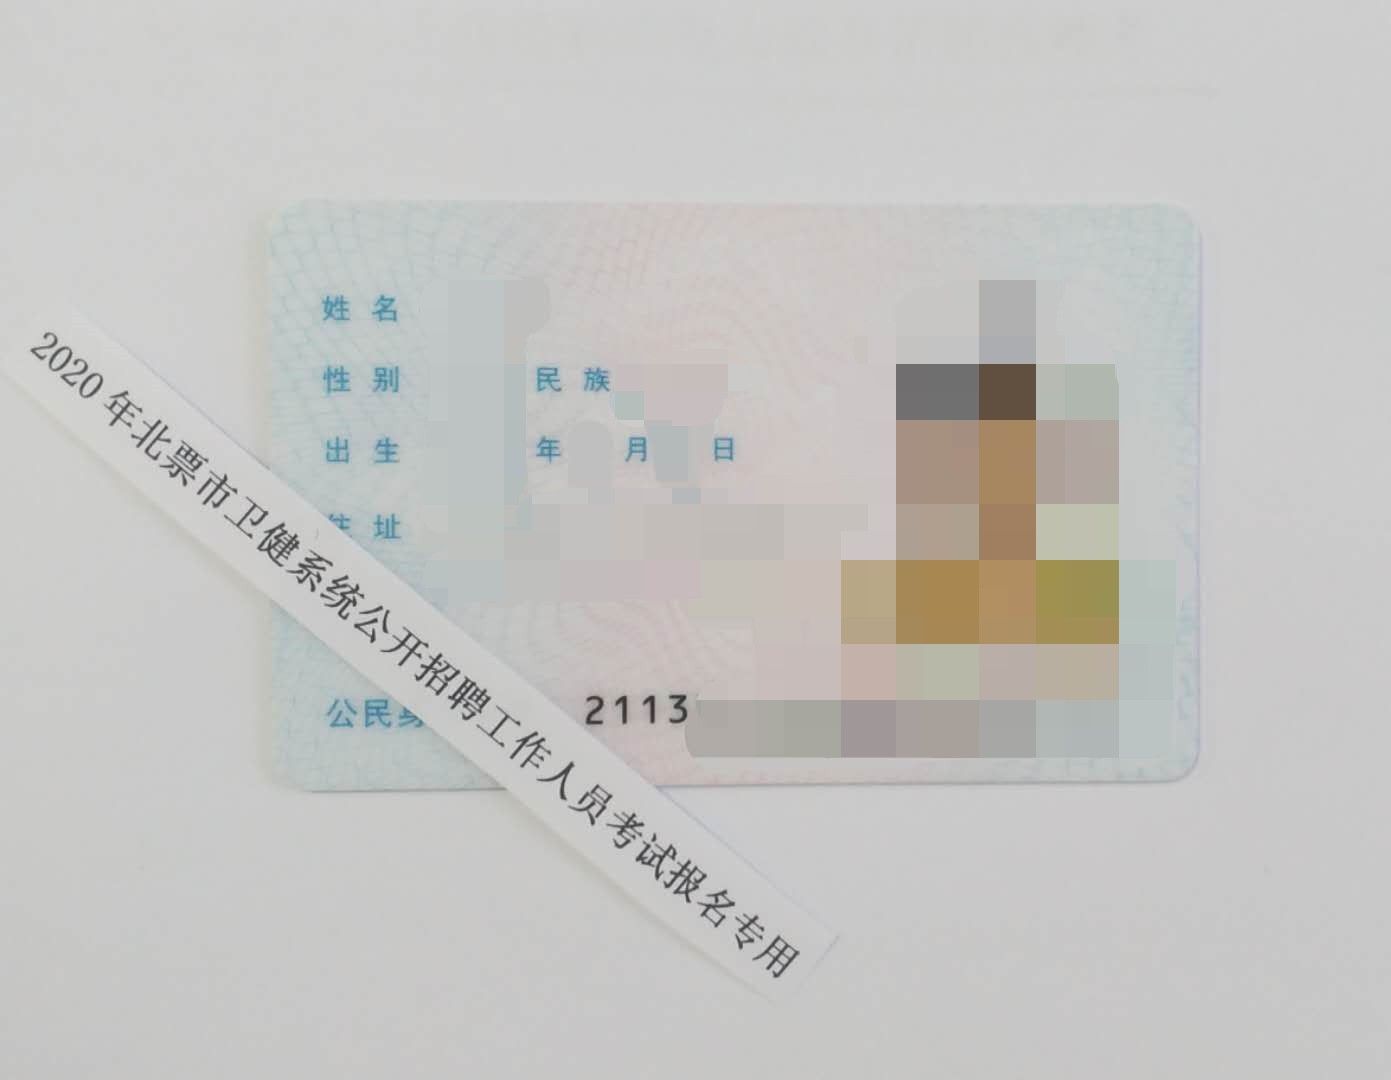 姓名
性别 民族
出生 年 月 日
住址
公民身 2113
2020年北票市卫健系统公开招聘工作人员考试报名专用